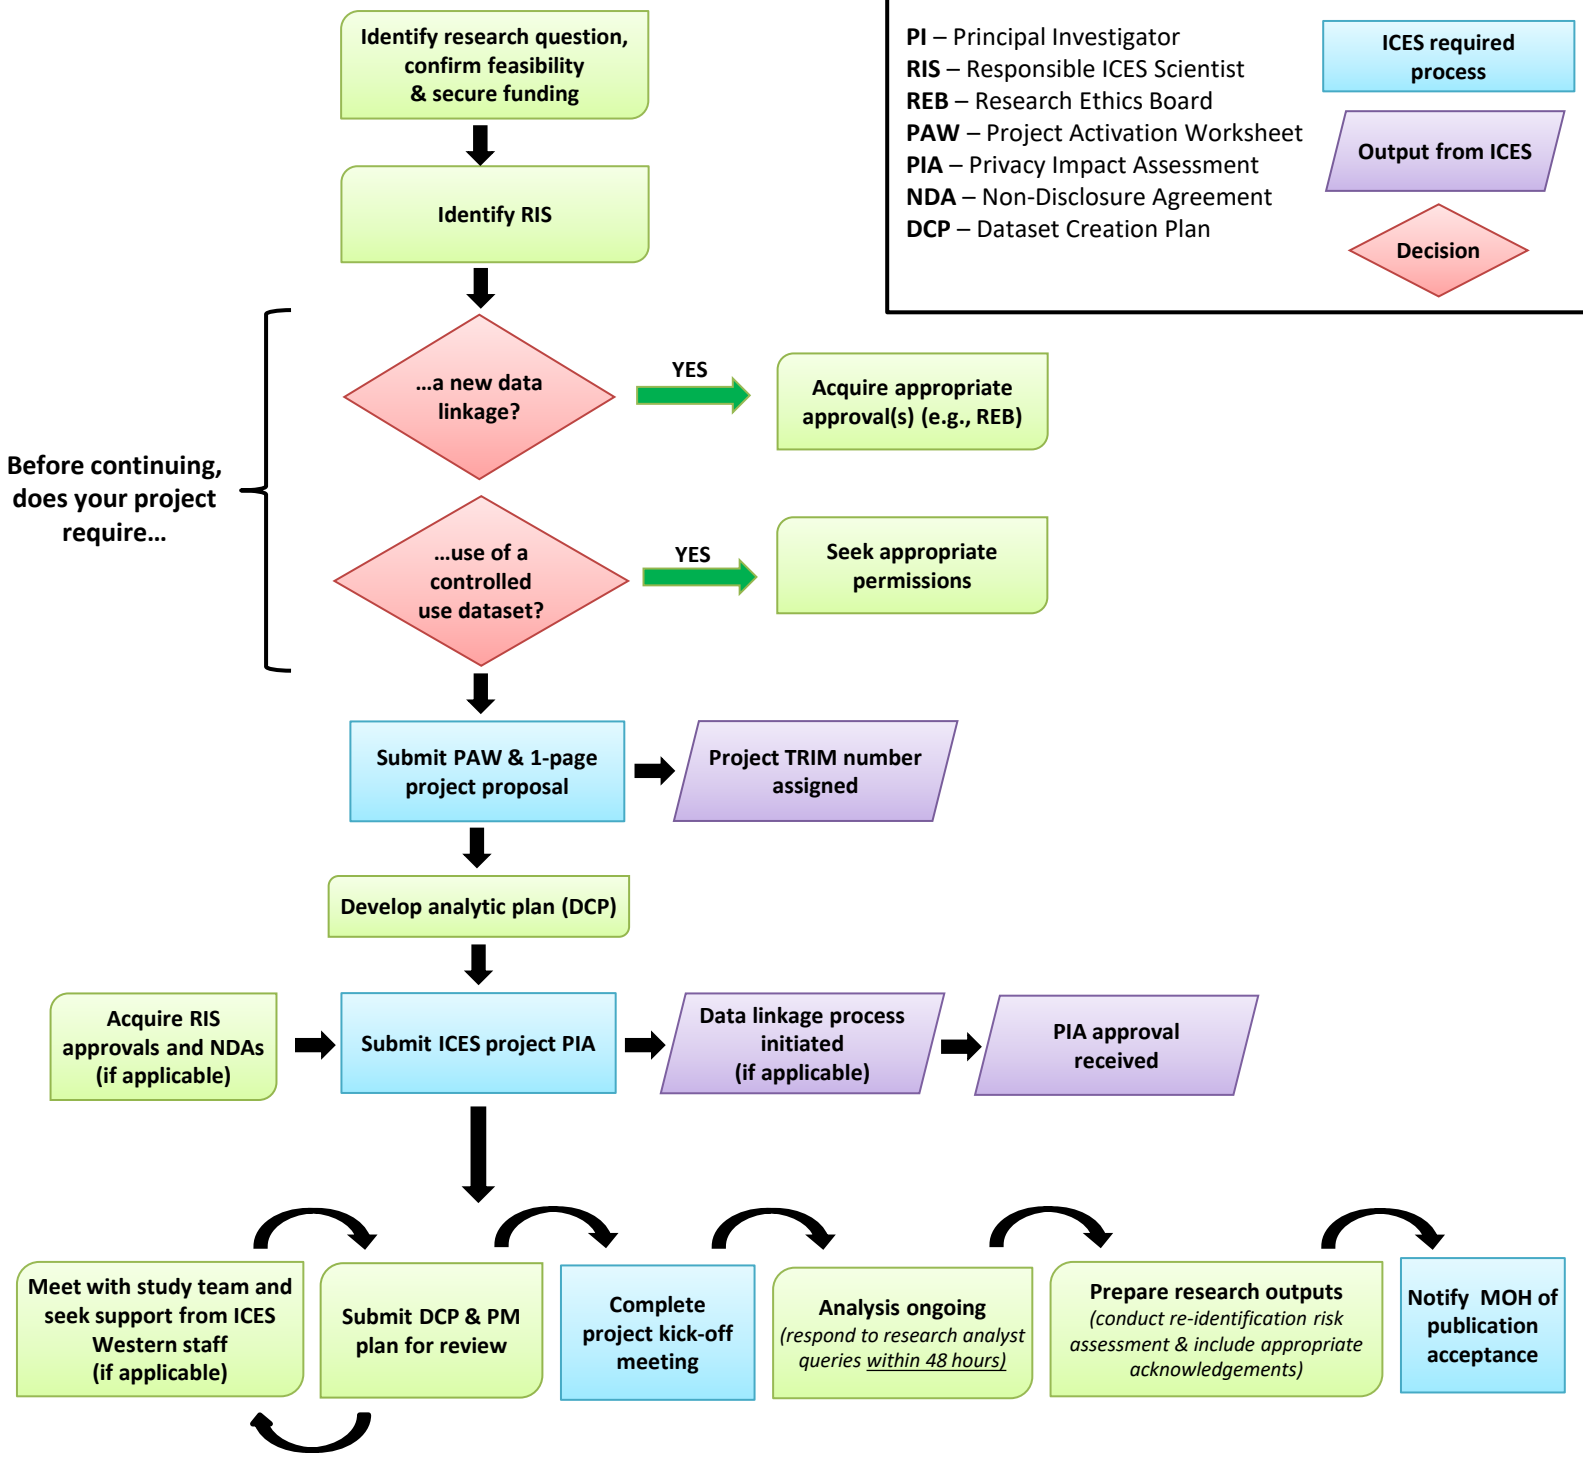 Identify research question,
confirm feasibility
& secure funding
PI – Principal Investigator
RIS – Responsible ICES Scientist
REB – Research Ethics Board
PAW – Project Activation Worksheet
PIA – Privacy Impact Assessment
NDA – Non-Disclosure Agreement
DCP – Dataset Creation Plan
ICES required
process
Output from ICES
Decision
Identify RIS
Before continuing,
does your project
require...
...a new data
linkage?
YES
Acquire appropriate
approval(s) (e.g., REB)
...use of a
controlled
use dataset?
YES
Seek appropriate
permissions
Submit PAW & 1-page
project proposal
Project TRIM number
assigned
Develop analytic plan (DCP)
Acquire RIS
approvals and NDAs
(if applicable)
Submit ICES project PIA
Data linkage process
initiated
(if applicable)
PIA approval
received
Meet with study team and
seek support from ICES
Western staff
(if applicable)
Submit DCP & PM
plan for review
Complete
project kick-off
meeting
Analysis ongoing
(respond to research analyst
queries within 48 hours)
Prepare research outputs
(conduct re-identification risk
assessment & include appropriate
acknowledgements)
Notify MOH of
publication
acceptance